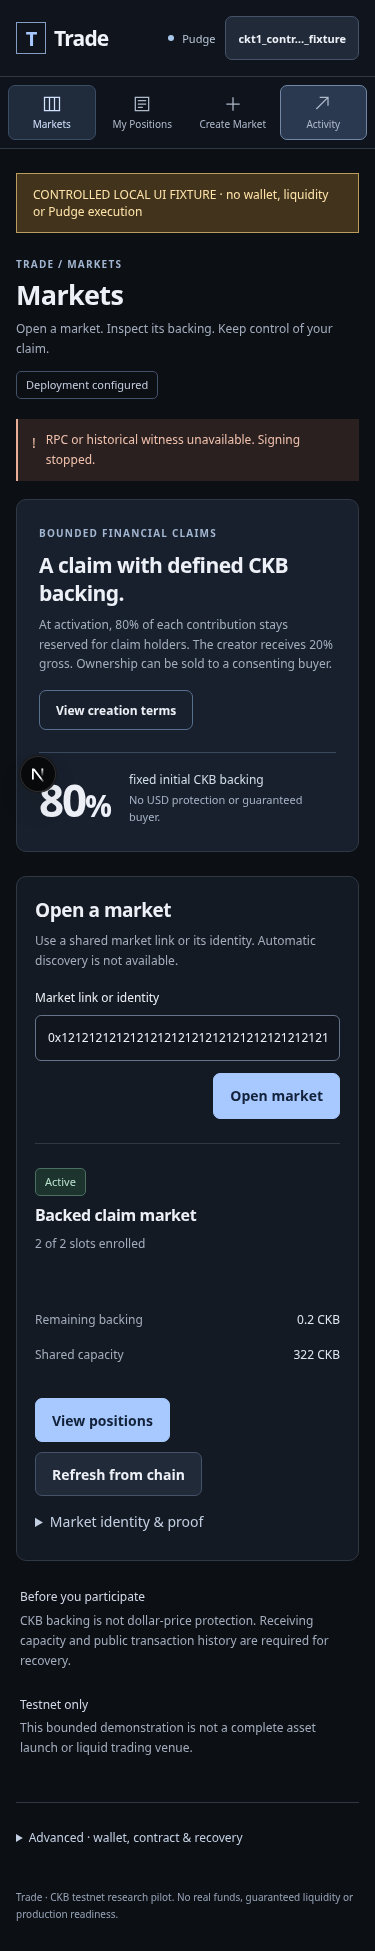 T Trade
Pudge
ckt1_contr…_fixture
Markets
My Positions
Create Market
Activity
CONTROLLED LOCAL UI FIXTURE · no wallet, liquidity
or Pudge execution
TRADE / MARKETS
Markets
Open a market. Inspect its backing. Keep control of your
claim.
Deployment configured
! RPC or historical witness unavailable. Signing
stopped.
BOUNDED FINANCIAL CLAIMS
A claim with defined CKB
backing.
At activation, 80% of each contribution stays
reserved for claim holders. The creator receives 20%
gross. Ownership can be sold to a consenting buyer.
View creation terms
N
80%
fixed initial CKB backing
No USD protection or guaranteed
buyer.
Open a market
Use a shared market link or its identity. Automatic
discovery is not available.
Market link or identity
0x12121212121212121212121212121212121212121
Open market
Active
Backed claim market
2 of 2 slots enrolled
Remaining backing 0.2 CKB
Shared capacity 322 CKB
View positions
Refresh from chain
Market identity & proof
Before you participate
CKB backing is not dollar-price protection. Receiving
capacity and public transaction history are required for
recovery.
Testnet only
This bounded demonstration is not a complete asset
launch or liquid trading venue.
Advanced · wallet, contract & recovery
Trade · CKB testnet research pilot. No real funds, guaranteed liquidity or
production readiness.